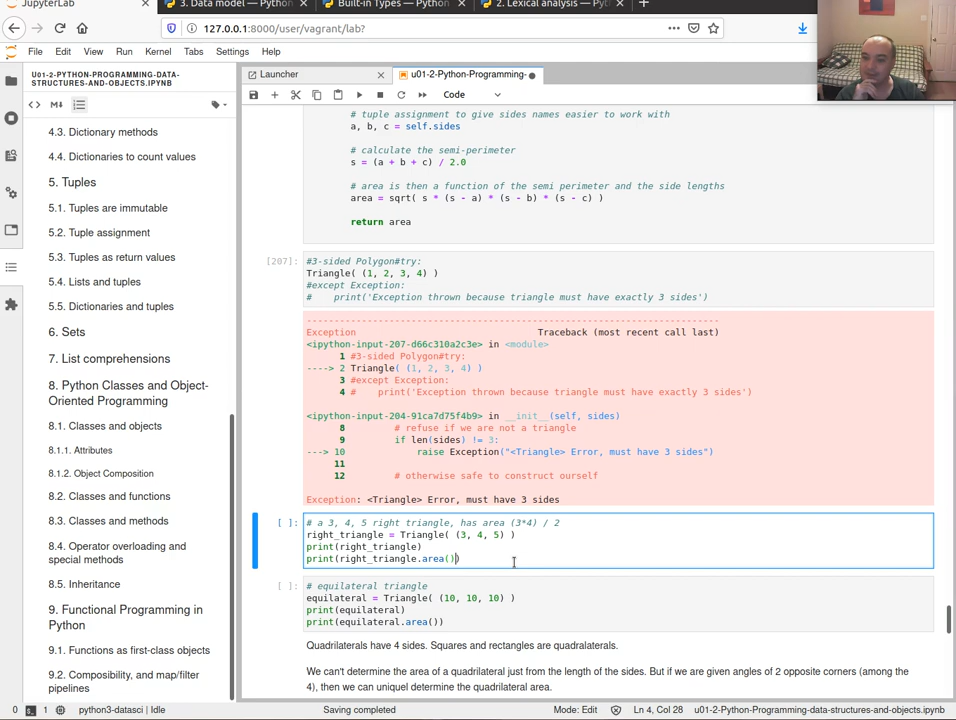 JupyterLab
3. Data model — Python
Built-in Types — Python
2. Lexical analysis — Pyt
127.0.0.1:8000/user/vagrant/lab?
File Edit View Run Kernel Tabs Settings Help
U01-2-PYTHON-PROGRAMMING-DATA-
STRUCTURES-AND-OBJECTS.IPYNB
4.3. Dictionary methods
4.4. Dictionaries to count values
5. Tuples
5.1. Tuples are immutable
5.2. Tuple assignment
5.3. Tuples as return values
5.4. Lists and tuples
5.5. Dictionaries and tuples
6. Sets
7. List comprehensions
8. Python Classes and Object-
Oriented Programming
8.1. Classes and objects
8.1.1. Attributes
8.1.2. Object Composition
8.2. Classes and functions
8.3. Classes and methods
8.4. Operator overloading and
special methods
8.5. Inheritance
9. Functional Programming in
Python
9.1. Functions as first-class objects
9.2. Composibility, and map/filter
pipelines
Launcher
u01-2-Python-Programming-
Code
# tuple assignment to give sides names easier to work with
a, b, c = self.sides
# calculate the semi-perimeter
s = (a + b + c) / 2.0
# area is then a function of the semi perimeter and the side lengths
area = sqrt( s * (s - a) * (s - b) * (s - c) )
return area
[207]:
#3-sided Polygon#try:
Triangle( (1, 2, 3, 4) )
#except Exception:
#    print('Exception thrown because triangle must have exactly 3 sides')
---------------------------------------------------------------------------
Exception Traceback (most recent call last)
<ipython-input-207-d66c310a2c3e> in <module>
1 #3-sided Polygon#try:
----> 2 Triangle( (1, 2, 3, 4) )
3 #except Exception:
4 #    print('Exception thrown because triangle must have exactly 3 sides')
<ipython-input-204-91ca7d75f4b9> in __init__(self, sides)
8 # refuse if we are not a triangle
9 if len(sides) != 3:
---> 10 raise Exception("<Triangle> Error, must have 3 sides")
11
12 # otherwise safe to construct ourself
Exception: <Triangle> Error, must have 3 sides
[ ]:
# a 3, 4, 5 right triangle, has area (3*4) / 2
right_triangle = Triangle( (3, 4, 5) )
print(right_triangle)
print(right_triangle.area())
[ ]:
# equilateral triangle
equilateral = Triangle( (10, 10, 10) )
print(equilateral)
print(equilateral.area())
Quadrilaterals have 4 sides. Squares and rectangles are quadralaterals.
We can't determine the area of a quadrilateral just from the length of the sides. But if we are given angles of 2 opposite corners (among the
4), then we can uniquel determine the quadrilateral area.
0 1 python3-datasci | Idle Saving completed Mode: Edit Ln 4, Col 28 u01-2-Python-Programming-data-structures-and-objects.ipynb